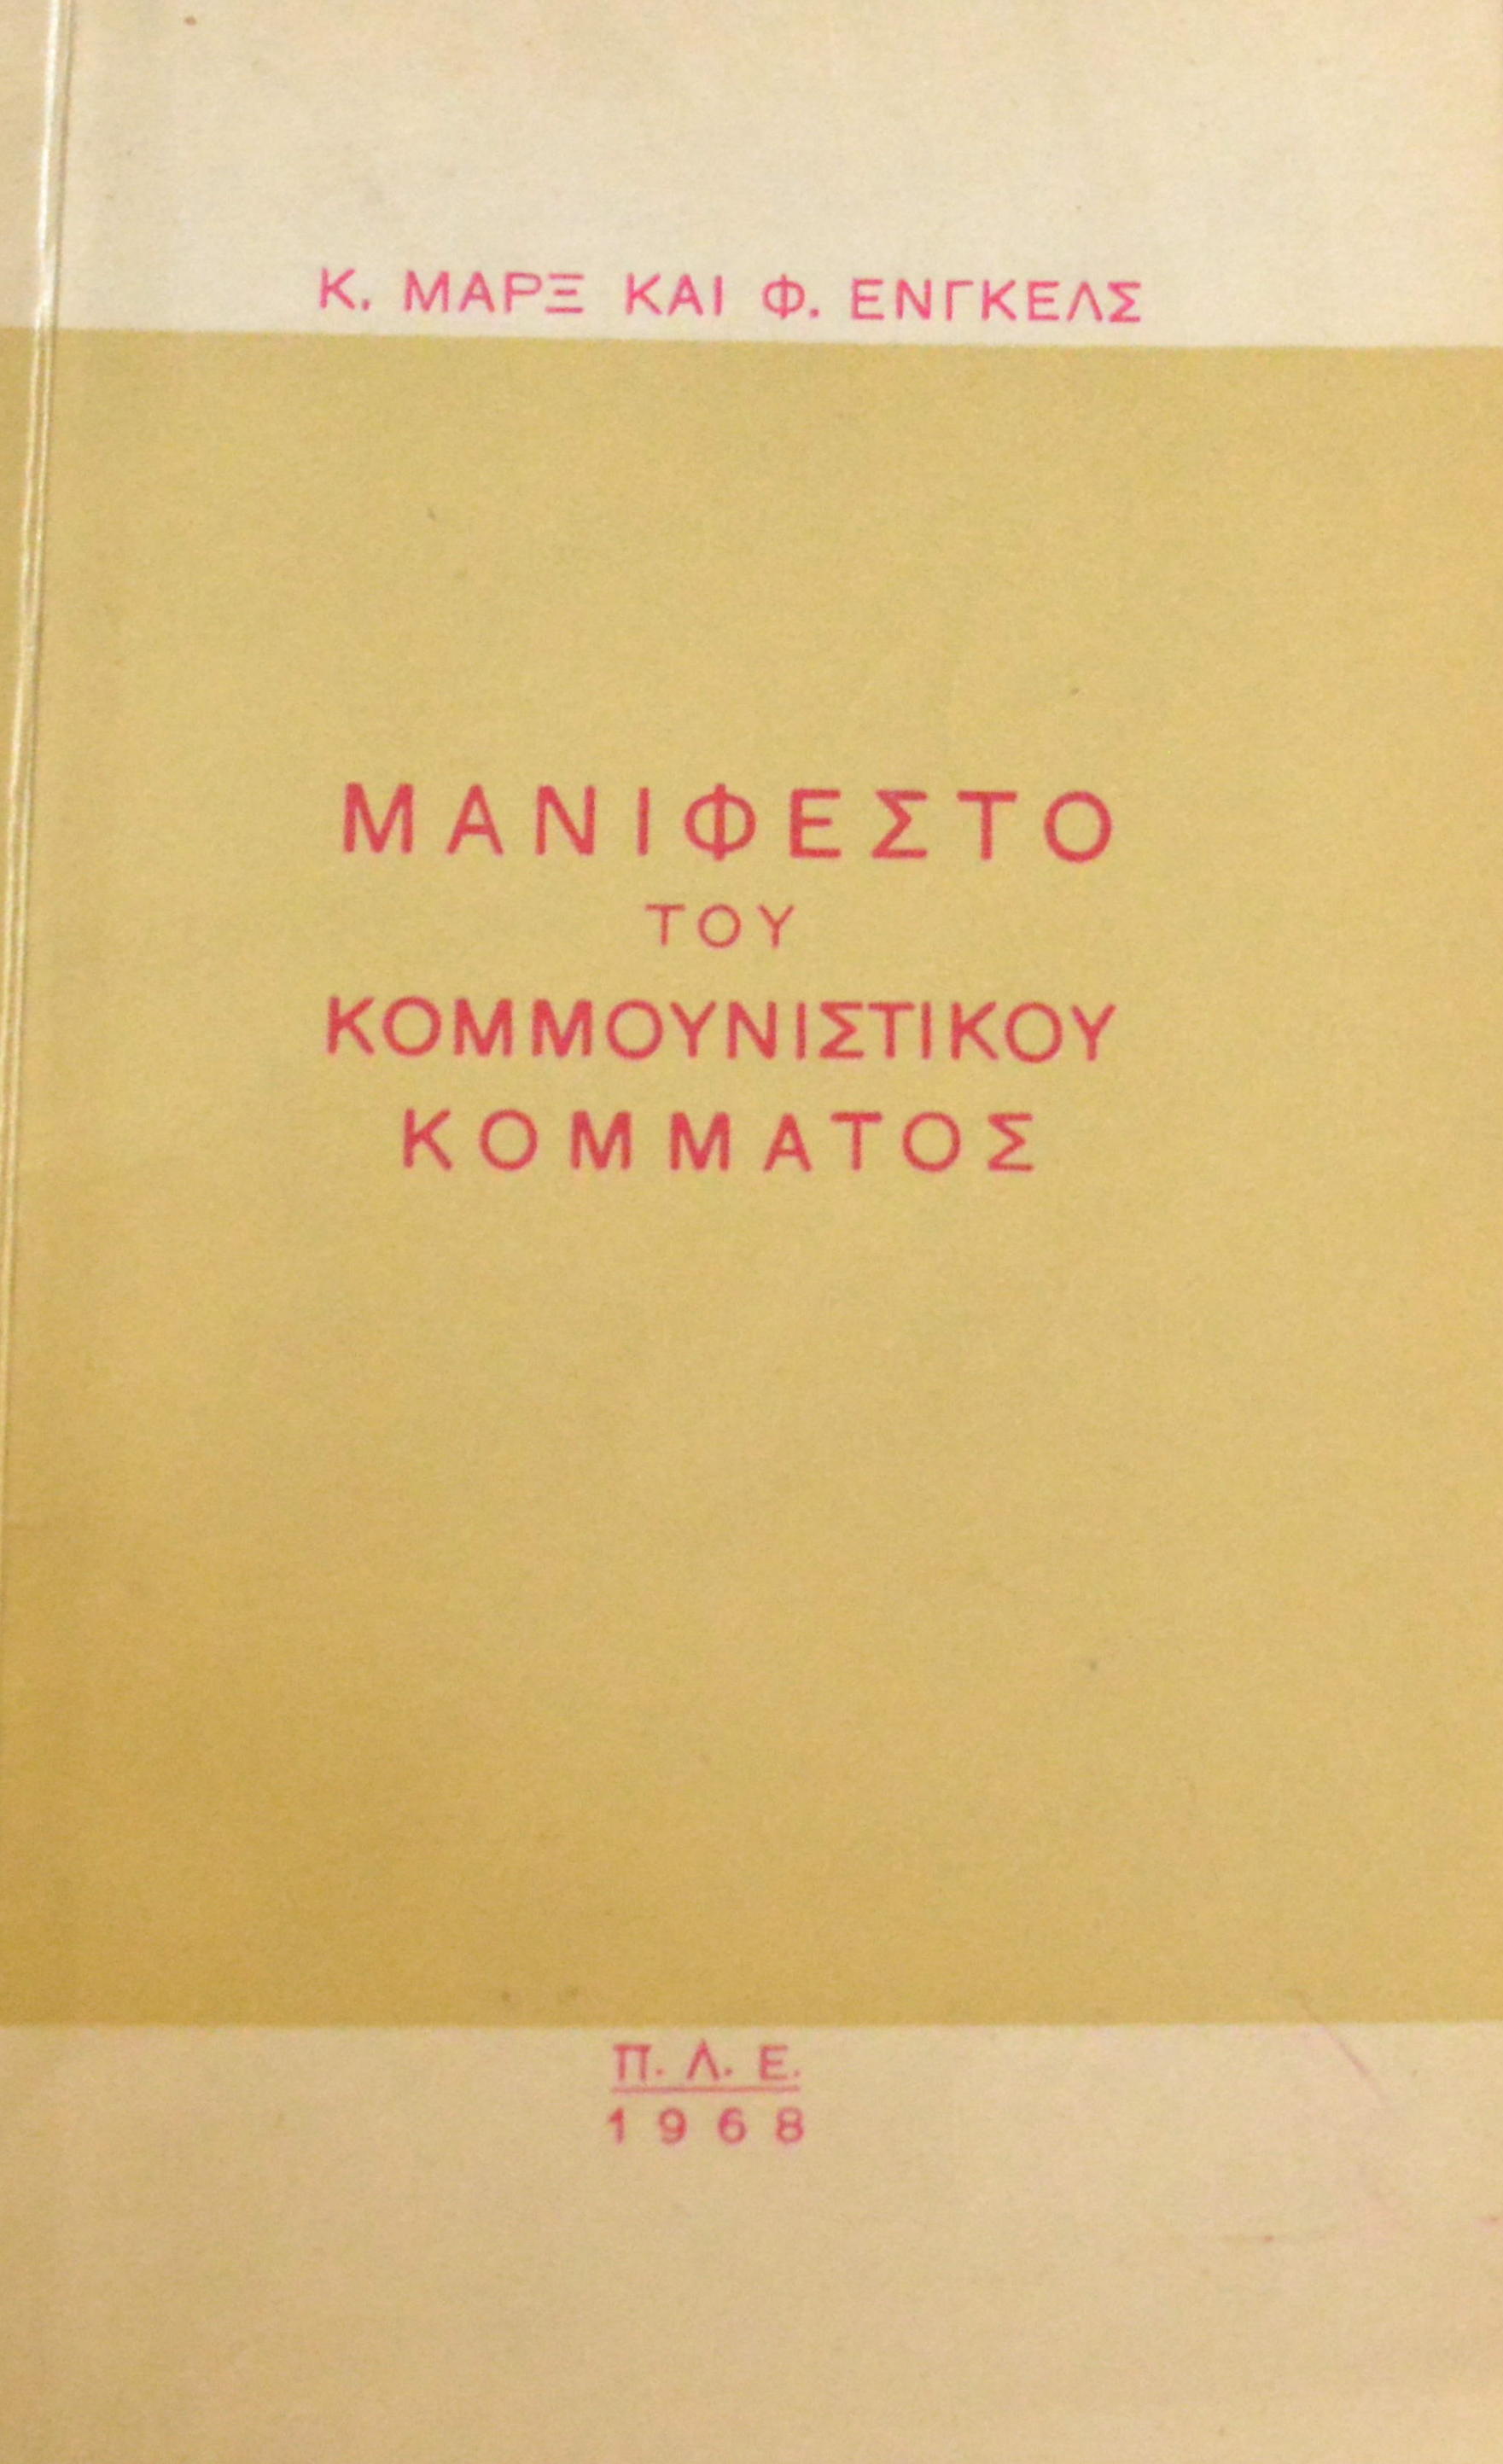 Κ. ΜΑΡΞ ΚΑΙ Φ. ΕΝΓΚΕΛΣ
ΜΑΝΙΦΕΣΤΟ
ΤΟΥ
ΚΟΜΜΟΥΝΙΣΤΙΚΟΥ
ΚΟΜΜΑΤΟΣ
Π. Λ. Ε.
1968